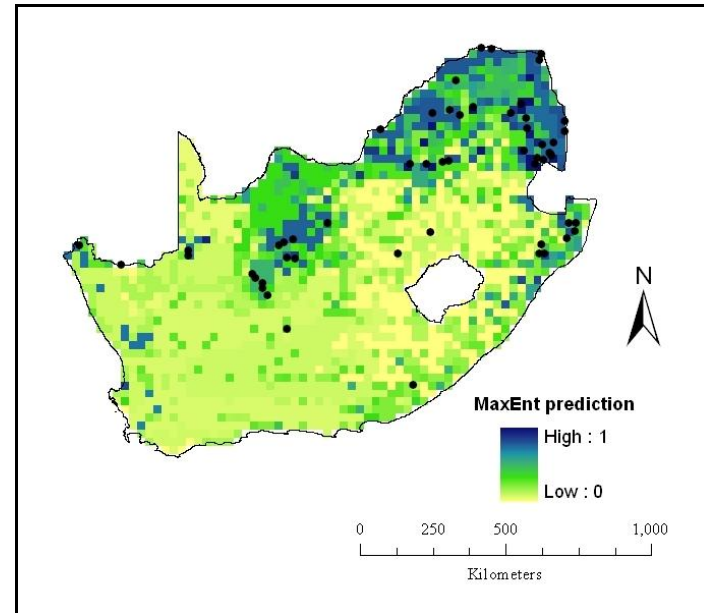 N
MaxEnt prediction
High : 1
Low : 0
0 250 500 1,000
Kilometers